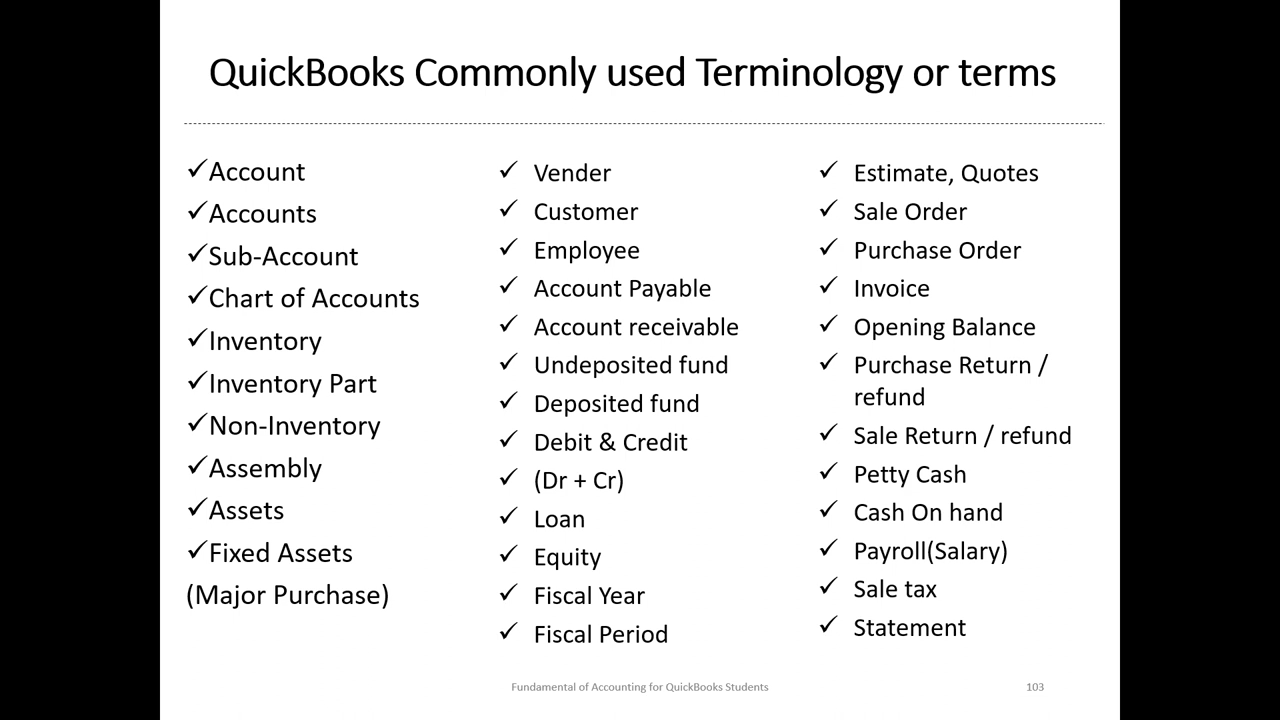 QuickBooks Commonly used Terminology or terms
✓Account
✓Accounts
✓Sub-Account
✓Chart of Accounts
✓Inventory
✓Inventory Part
✓Non-Inventory
✓Assembly
✓Assets
✓Fixed Assets
(Major Purchase)
✓ Vender
✓ Customer
✓ Employee
✓ Account Payable
✓ Account receivable
✓ Undeposited fund
✓ Deposited fund
✓ Debit & Credit
✓ (Dr + Cr)
✓ Loan
✓ Equity
✓ Fiscal Year
✓ Fiscal Period
✓ Estimate, Quotes
✓ Sale Order
✓ Purchase Order
✓ Invoice
✓ Opening Balance
✓ Purchase Return /
refund
✓ Sale Return / refund
✓ Petty Cash
✓ Cash On hand
✓ Payroll(Salary)
✓ Sale tax
✓ Statement
Fundamental of Accounting for QuickBooks Students
103